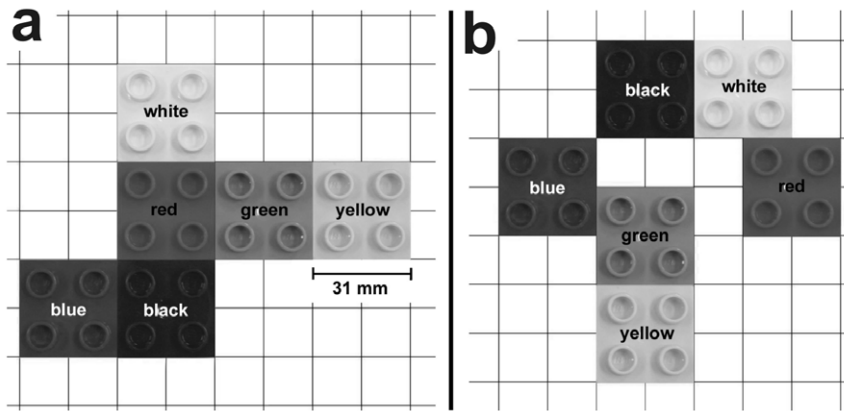 a
white
red green yellow
31 mm
blue black
b
black white
blue red
green
yellow